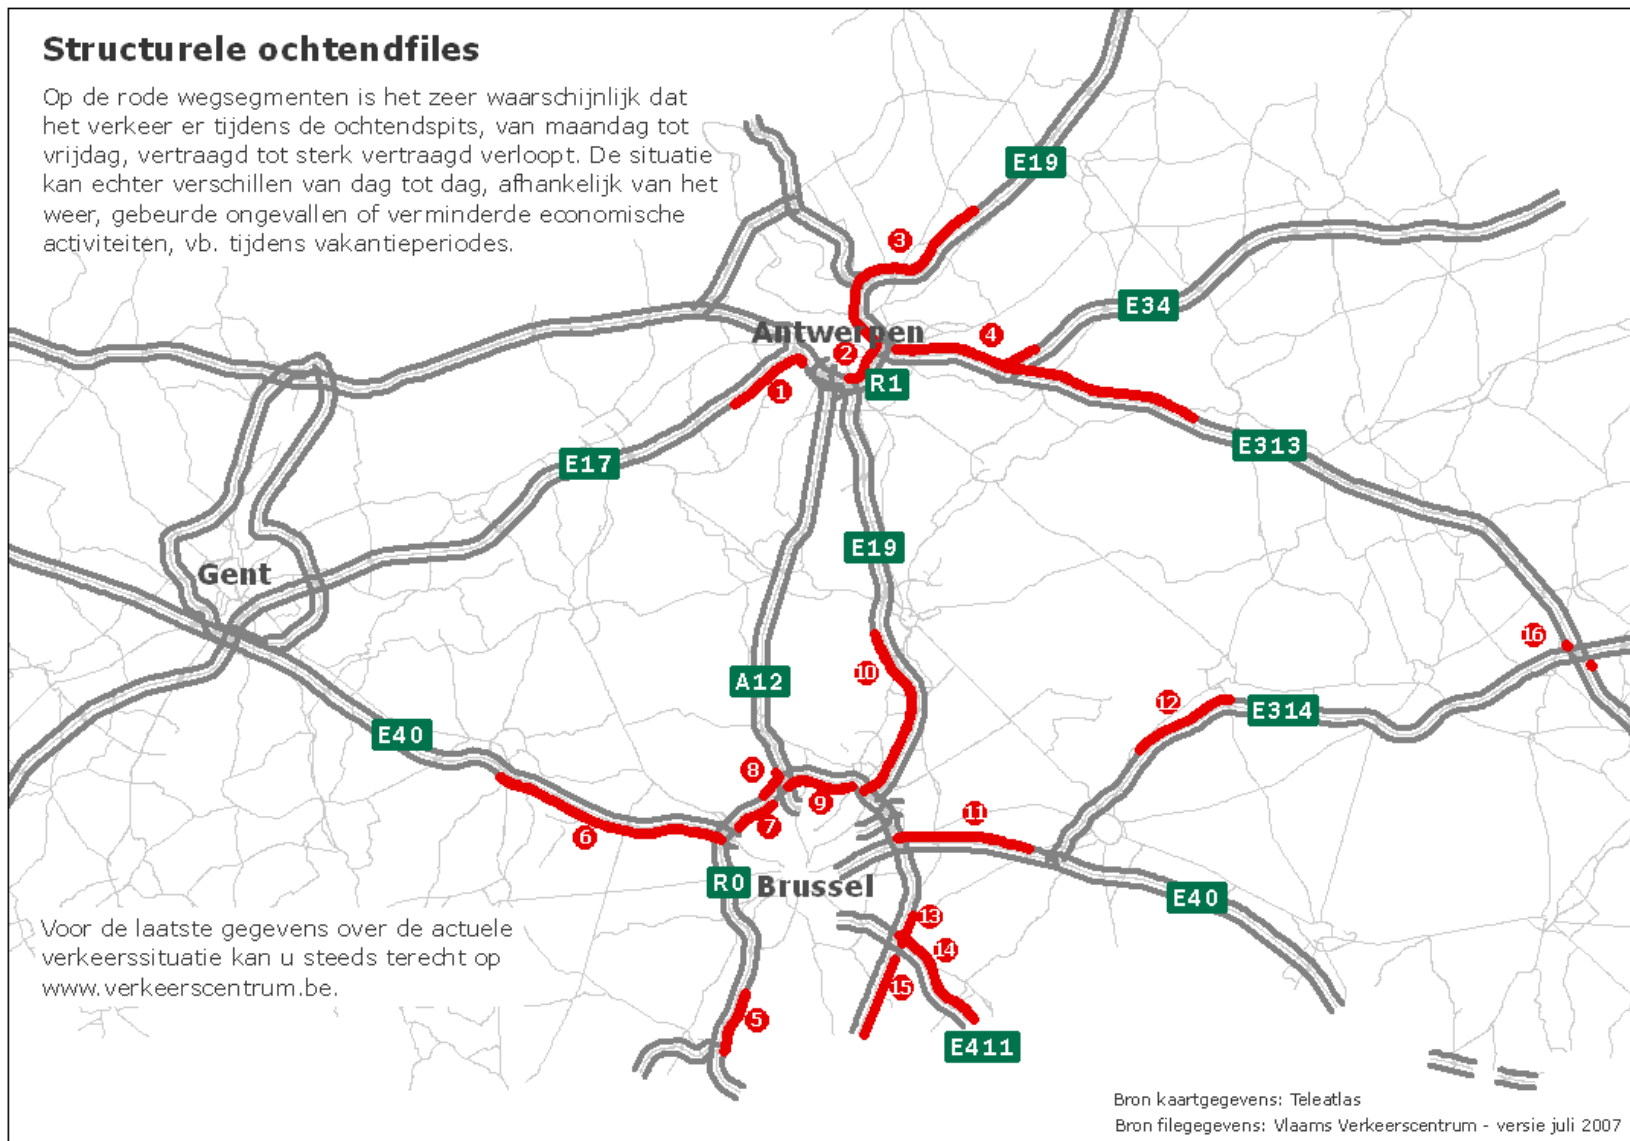 Structurele ochtendfiles
Op de rode wegsegmenten is het zeer waarschijnlijk dat
het verkeer er tijdens de ochtendspits, van maandag tot
vrijdag, vertraagd tot sterk vertraagd verloopt. De situatie
kan echter verschillen van dag tot dag, afhankelijk van het
weer, gebeurde ongevallen of verminderde economische
activiteiten, vb. tijdens vakantieperiodes.
E19
3
E34
Antwerpen
4
2
1
R1
E313
E17
E19
Gent
16
10
A12
12
E314
E40
8
9
7
11
6
R0
Brussel
E40
13
14
15
5
E411
Voor de laatste gegevens over de actuele
verkeerssituatie kan u steeds terecht op
www.verkeerscentrum.be.
Bron kaartgegevens: Teleatlas
Bron filegegevens: Vlaams Verkeerscentrum - versie juli 2007